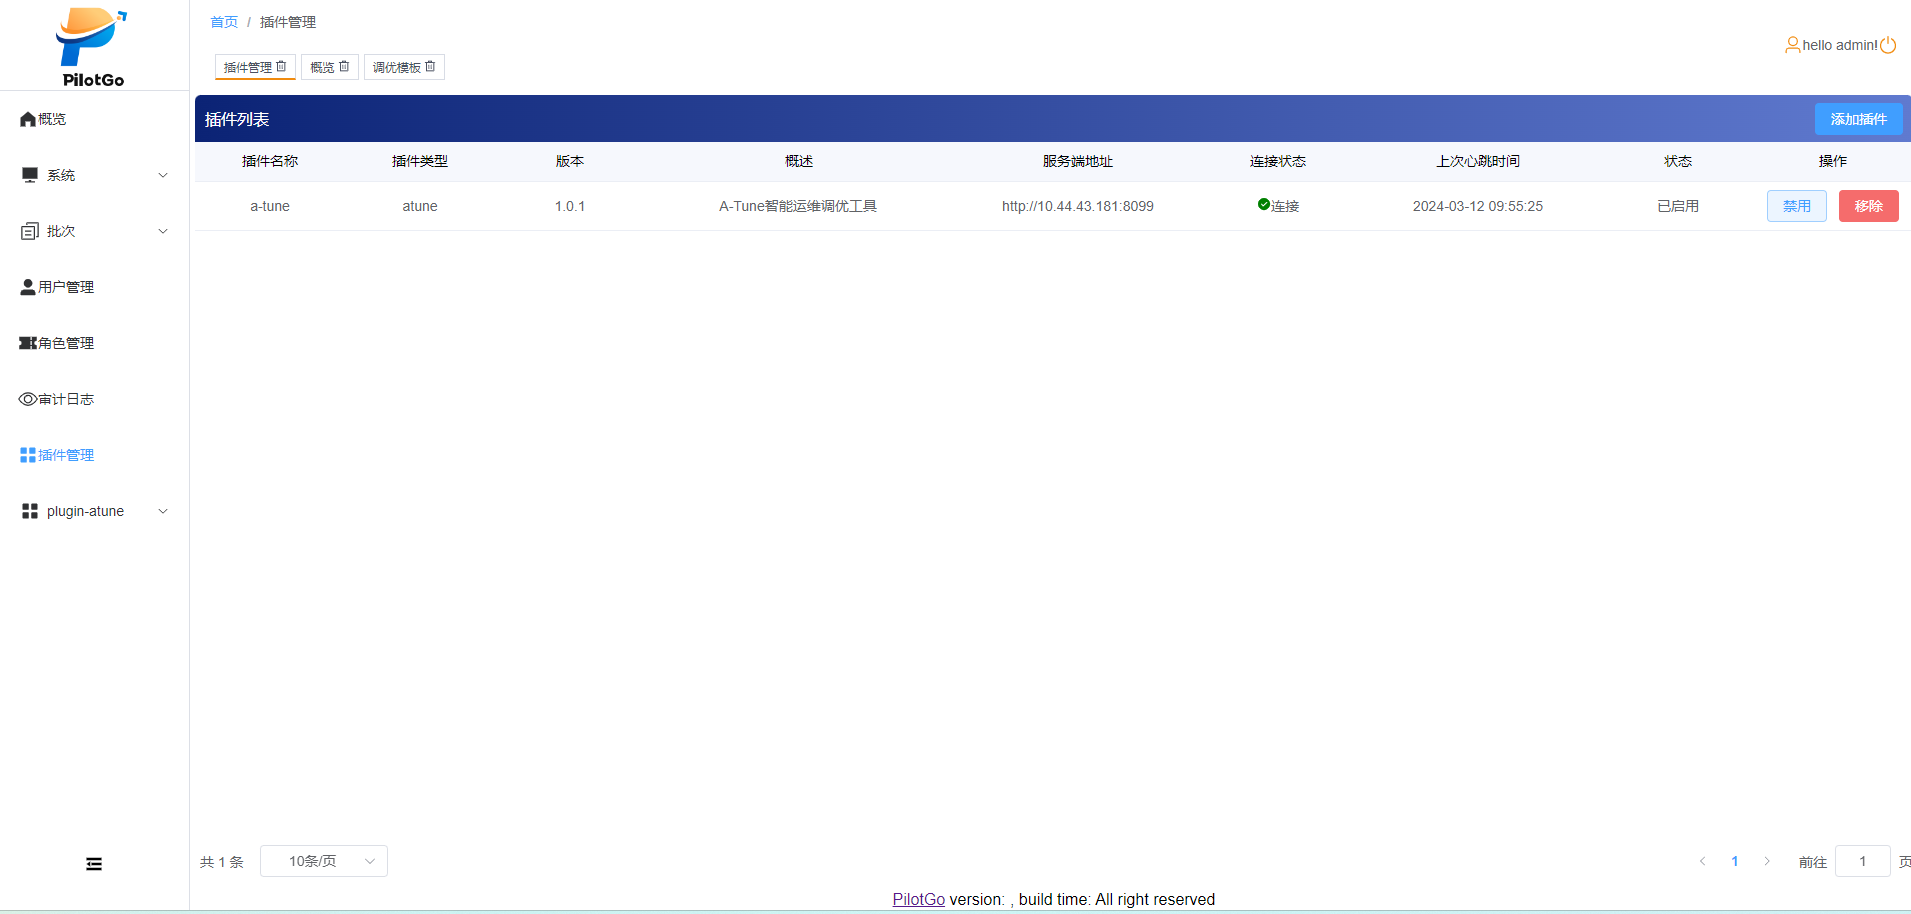 PilotGo
首页 / 插件管理
hello admin!
插件管理 概览 调优模板
概览
系统
批次
用户管理
角色管理
审计日志
插件管理
plugin-atune
插件列表 添加插件
插件名称 插件类型 版本 概述 服务端地址 连接状态 上次心跳时间 状态 操作
a-tune atune 1.0.1 A-Tune智能运维调优工具 http://10.44.43.181:8099 连接 2024-03-12 09:55:25 已启用 禁用 移除
共 1 条 10条/页 1 前往 1 页
PilotGo version: , build time: All right reserved